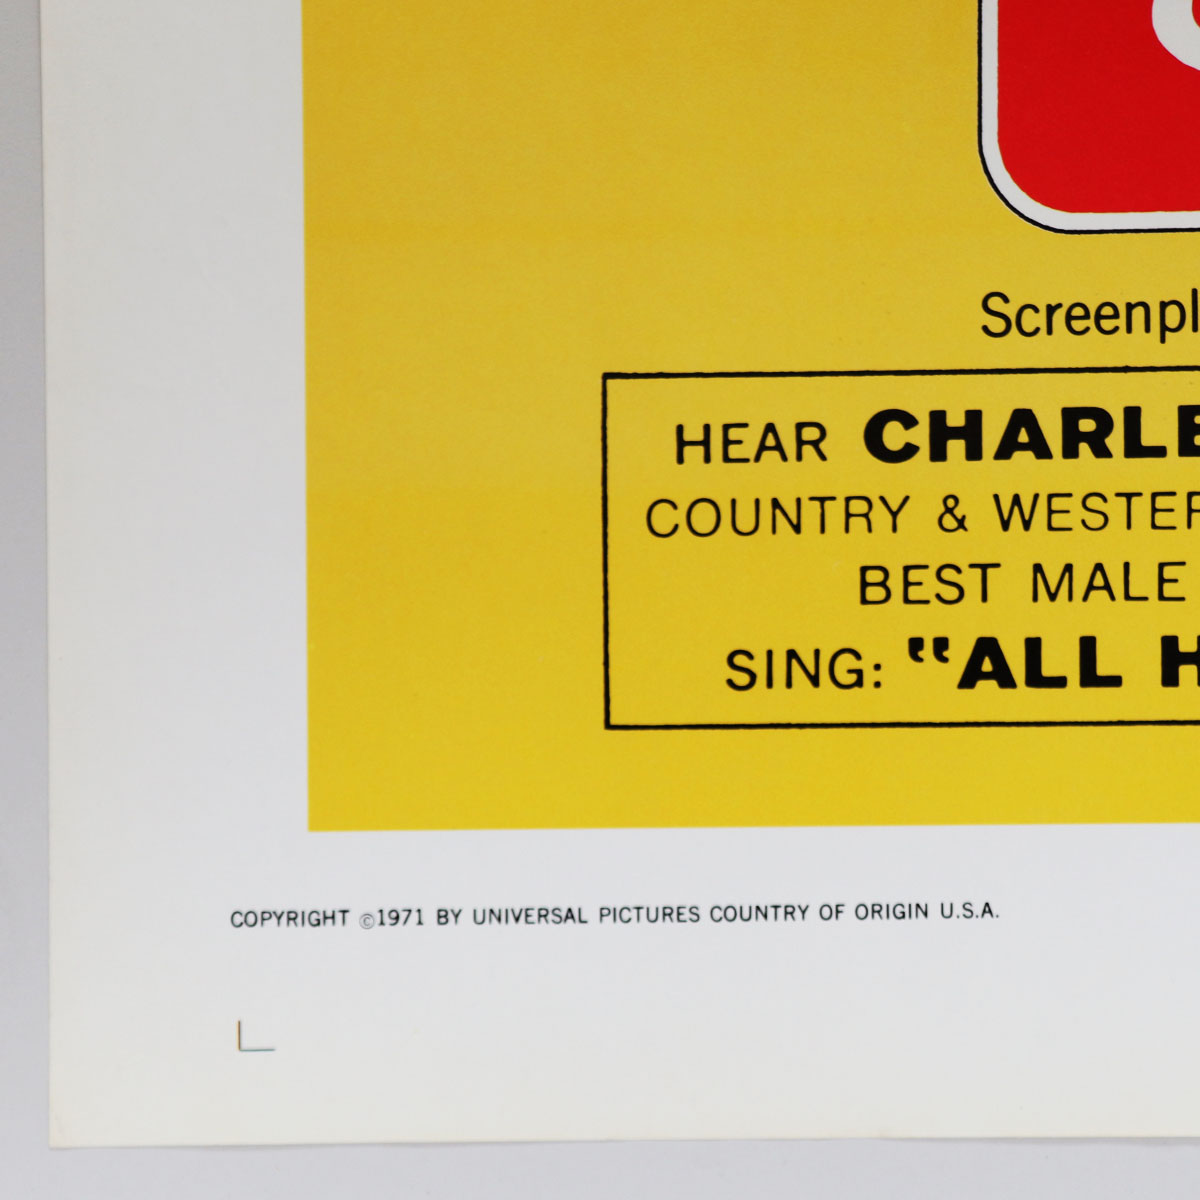 Screenpl
HEAR CHARLE
COUNTRY & WESTER
BEST MALE
SING: "ALL H
COPYRIGHT ©1971 BY UNIVERSAL PICTURES COUNTRY OF ORIGIN U.S.A.